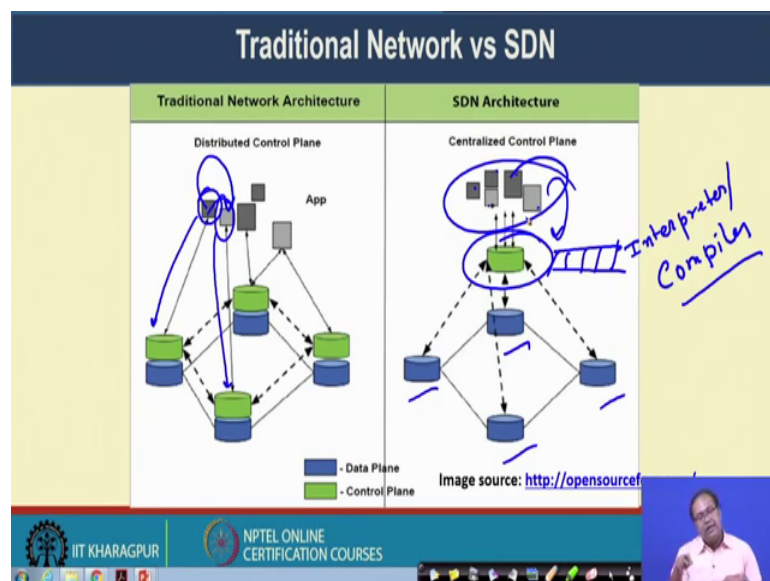 Traditional Network vs SDN
Traditional Network Architecture
SDN Architecture
Distributed Control Plane
Centralized Control Plane
App
Interpreter/
Compiler
- Data Plane
- Control Plane
Image source: http://opensourcef
IIT KHARAGPUR
NPTEL ONLINE
CERTIFICATION COURSES